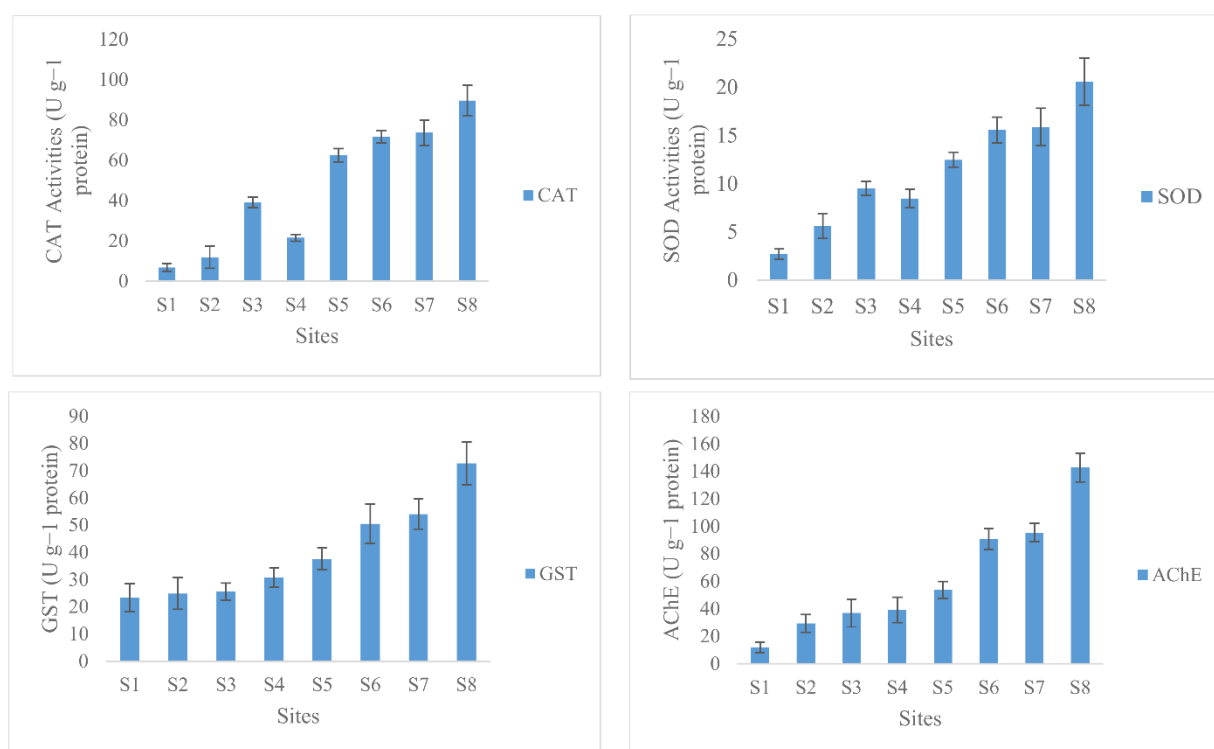 120
100
80
60
40
20
0
CAT Activities (U g−1
protein)
S1 S2 S3 S4 S5 S6 S7 S8
Sites
CAT
25
20
15
10
5
0
SOD Activities (U g−1
protein)
S1 S2 S3 S4 S5 S6 S7 S8
Sites
SOD
90
80
70
60
50
40
30
20
10
0
GST (U g−1 protein)
S1 S2 S3 S4 S5 S6 S7 S8
Sites
GST
180
160
140
120
100
80
60
40
20
0
AChE (U g−1 protein)
S1 S2 S3 S4 S5 S6 S7 S8
Sites
AChE